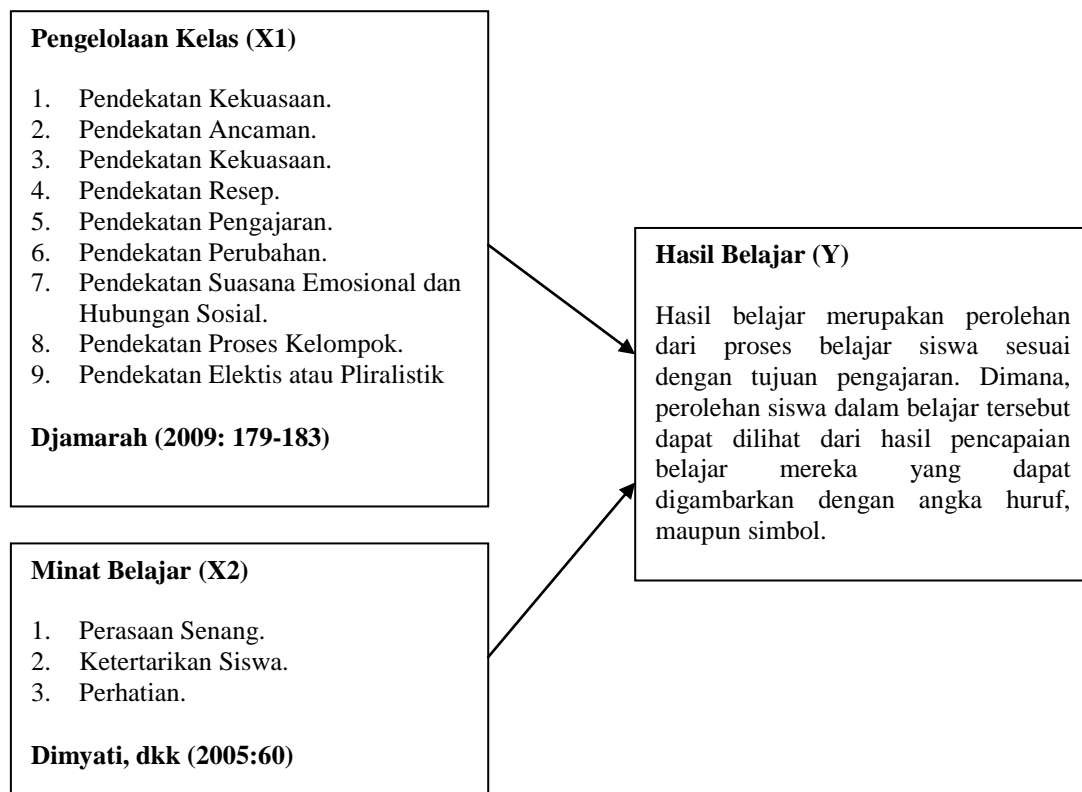 Pengelolaan Kelas (X1)
1. Pendekatan Kekuasaan.
2. Pendekatan Ancaman.
3. Pendekatan Kekuasaan.
4. Pendekatan Resep.
5. Pendekatan Pengajaran.
6. Pendekatan Perubahan.
7. Pendekatan Suasana Emosional dan
Hubungan Sosial.
8. Pendekatan Proses Kelompok.
9. Pendekatan Elektis atau Pliralistik
Djamarah (2009: 179-183)
Minat Belajar (X2)
1. Perasaan Senang.
2. Ketertarikan Siswa.
3. Perhatian.
Dimyati, dkk (2005:60)
Hasil Belajar (Y)
Hasil belajar merupakan perolehan
dari proses belajar siswa sesuai
dengan tujuan pengajaran. Dimana,
perolehan siswa dalam belajar tersebut
dapat dilihat dari hasil pencapaian
belajar mereka yang dapat
digambarkan dengan angka huruf,
maupun simbol.